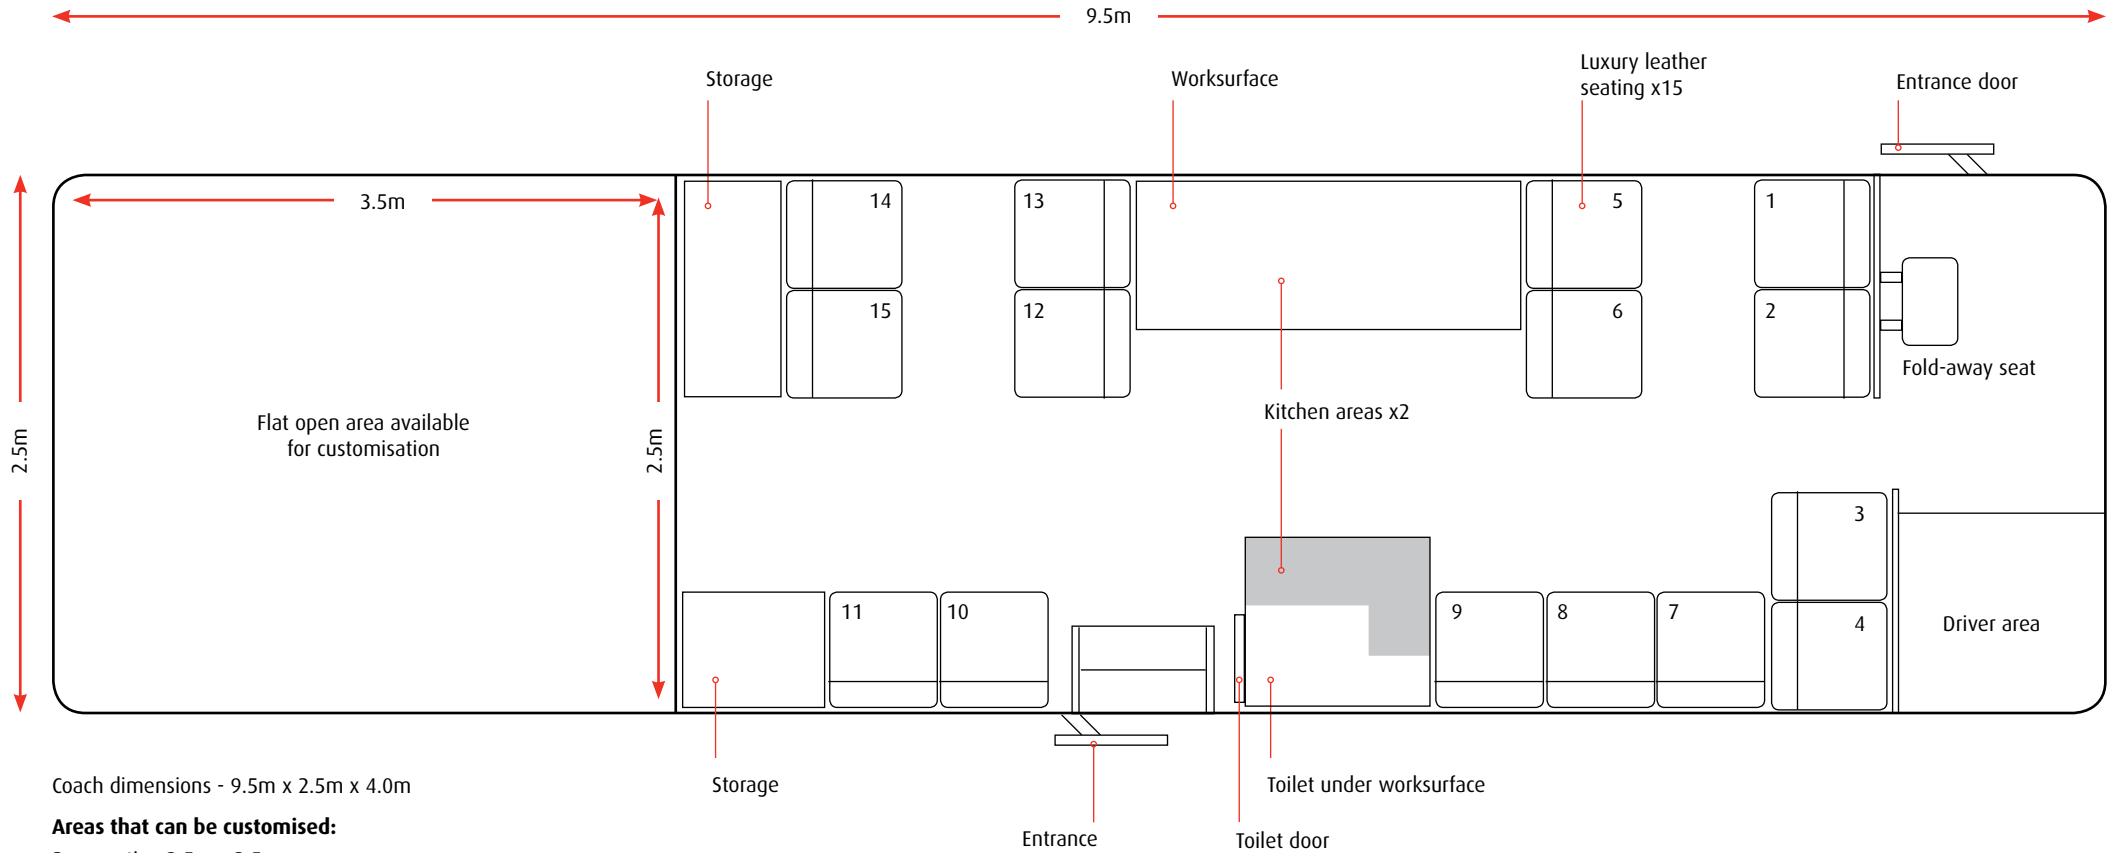 9.5m
Storage
Worksurface
Luxury leather
seating x15
Entrance door
3.5m
14
13
5
1
15
12
6
2
Fold-away seat
Kitchen areas x2
Flat open area available
for customisation
2.5m
2.5m
3
11
10
9
8
7
4
Driver area
Coach dimensions - 9.5m x 2.5m x 4.0m
Storage
Toilet under worksurface
Areas that can be customised:
Entrance
Toilet door